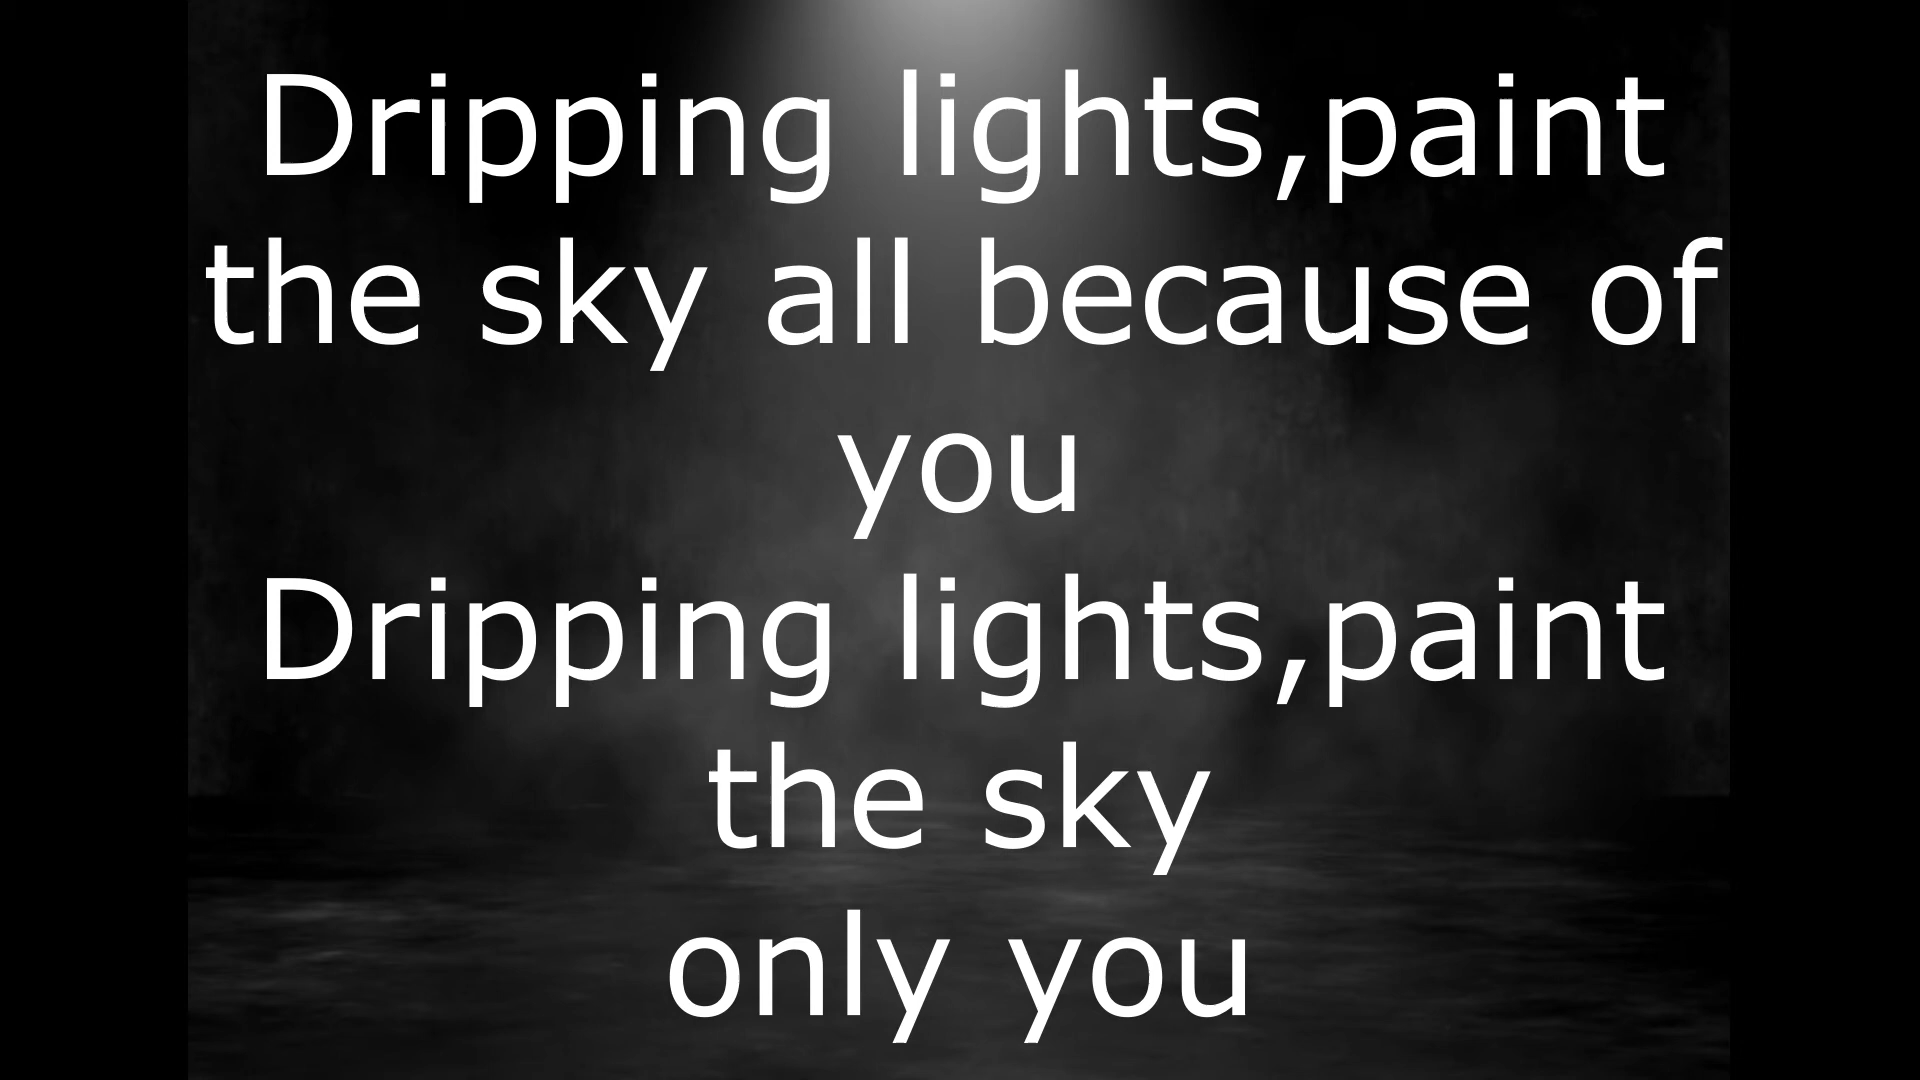 Dripping lights,paint
the sky all because of
you
Dripping lights,paint
the sky
only you